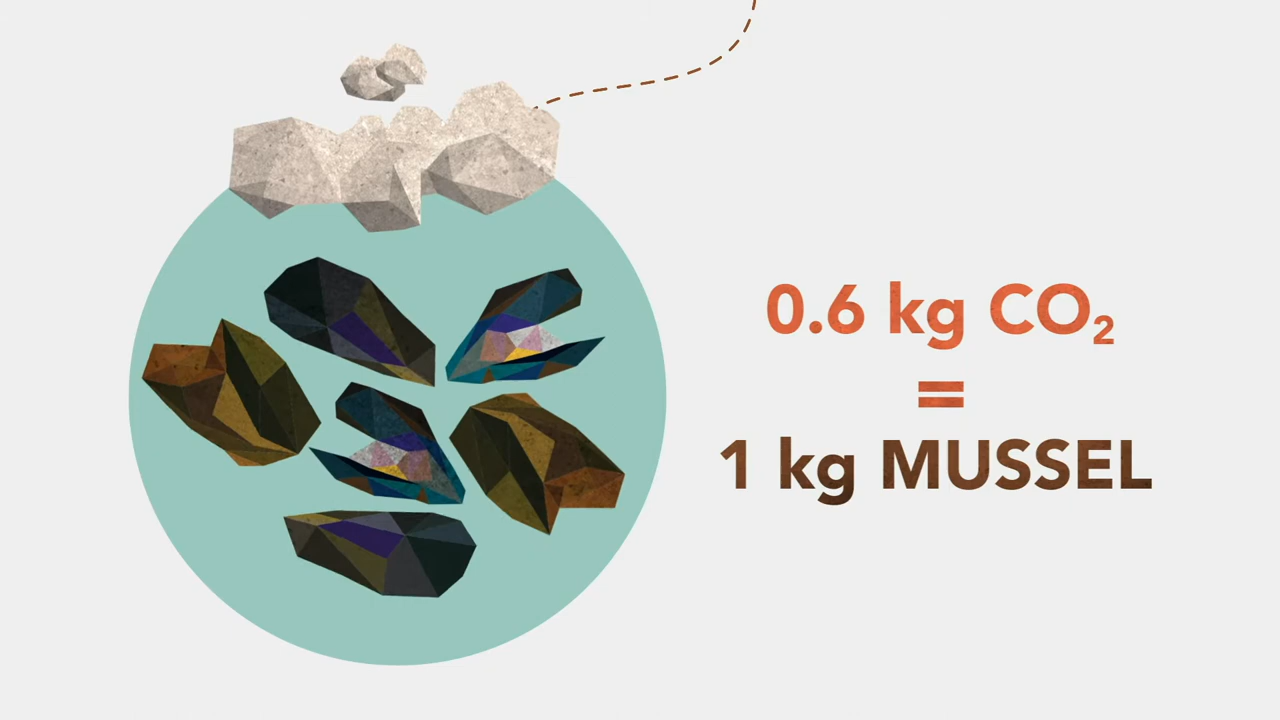 0.6 kg CO₂
=
1 kg MUSSEL